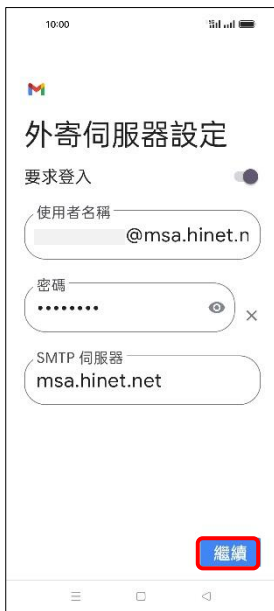 10:00
外寄伺服器設定
要求登入
使用者名稱
@msa.hinet.n
密碼
••••••••
SMTP 伺服器
msa.hinet.net
繼續